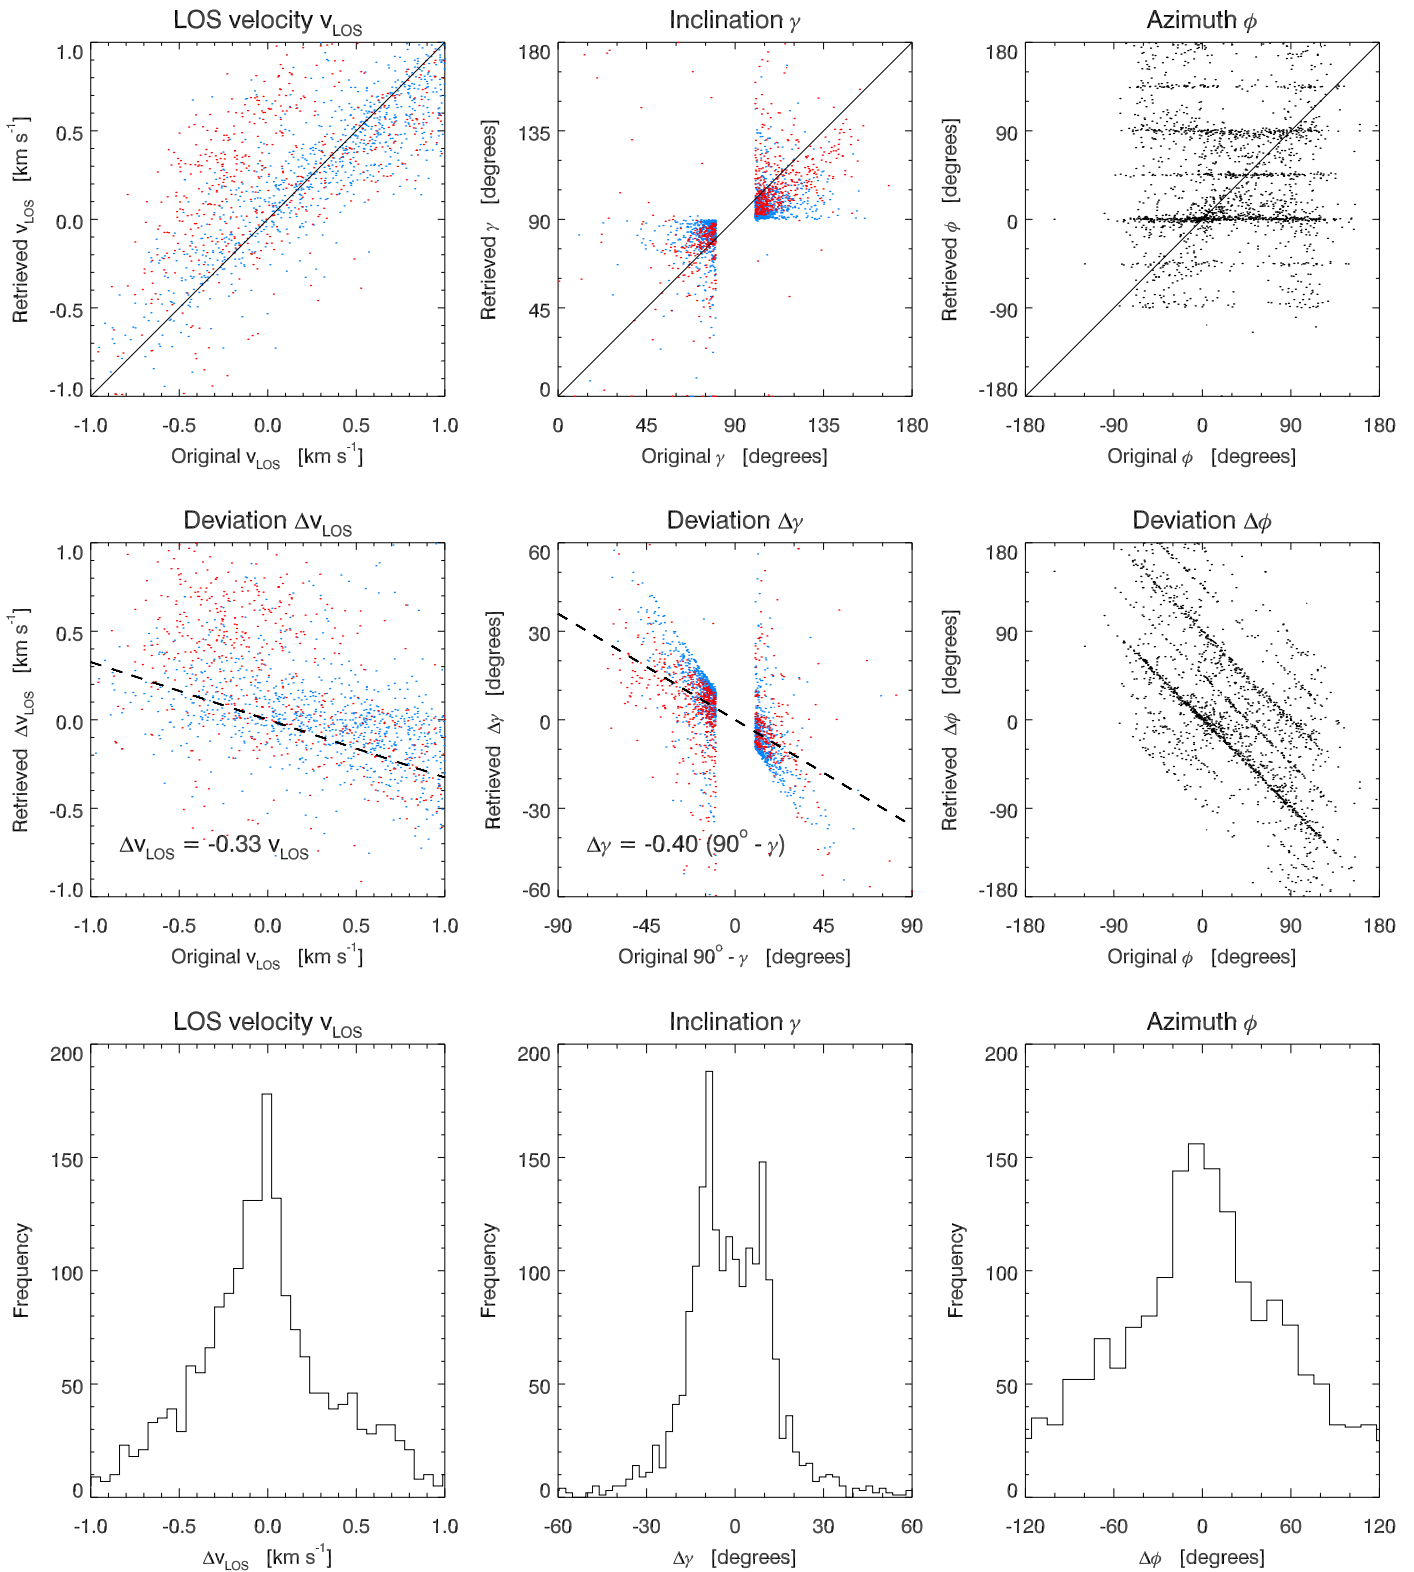 LOS velocity v_LOS
Inclination γ
Azimuth ϕ
1.0
0.5
0.0
-0.5
-1.0
Retrieved v_LOS [km s⁻¹]
-1.0 -0.5 0.0 0.5 1.0
Original v_LOS [km s⁻¹]
180
135
90
45
0
Retrieved γ [degrees]
0 45 90 135 180
Original γ [degrees]
180
90
0
-90
-180
Retrieved ϕ [degrees]
-180 -90 0 90 180
Original ϕ [degrees]
Deviation Δv_LOS
Deviation Δγ
Deviation Δϕ
1.0
0.5
0.0
-0.5
-1.0
Retrieved Δv_LOS [km s⁻¹]
Δv_LOS = -0.33 v_LOS
-1.0 -0.5 0.0 0.5 1.0
Original v_LOS [km s⁻¹]
60
30
0
-30
-60
Retrieved Δγ [degrees]
Δγ = -0.40 (90° - γ)
-90 -45 0 45 90
Original 90° - γ [degrees]
180
90
0
-90
-180
Retrieved Δϕ [degrees]
-180 -90 0 90 180
Original ϕ [degrees]
LOS velocity v_LOS
Inclination γ
Azimuth ϕ
200
150
100
50
0
Frequency
-1.0 -0.5 0.0 0.5 1.0
Δv_LOS [km s⁻¹]
200
150
100
50
0
Frequency
-60 -30 0 30 60
Δγ [degrees]
200
150
100
50
0
Frequency
-120 -60 0 60 120
Δϕ [degrees]